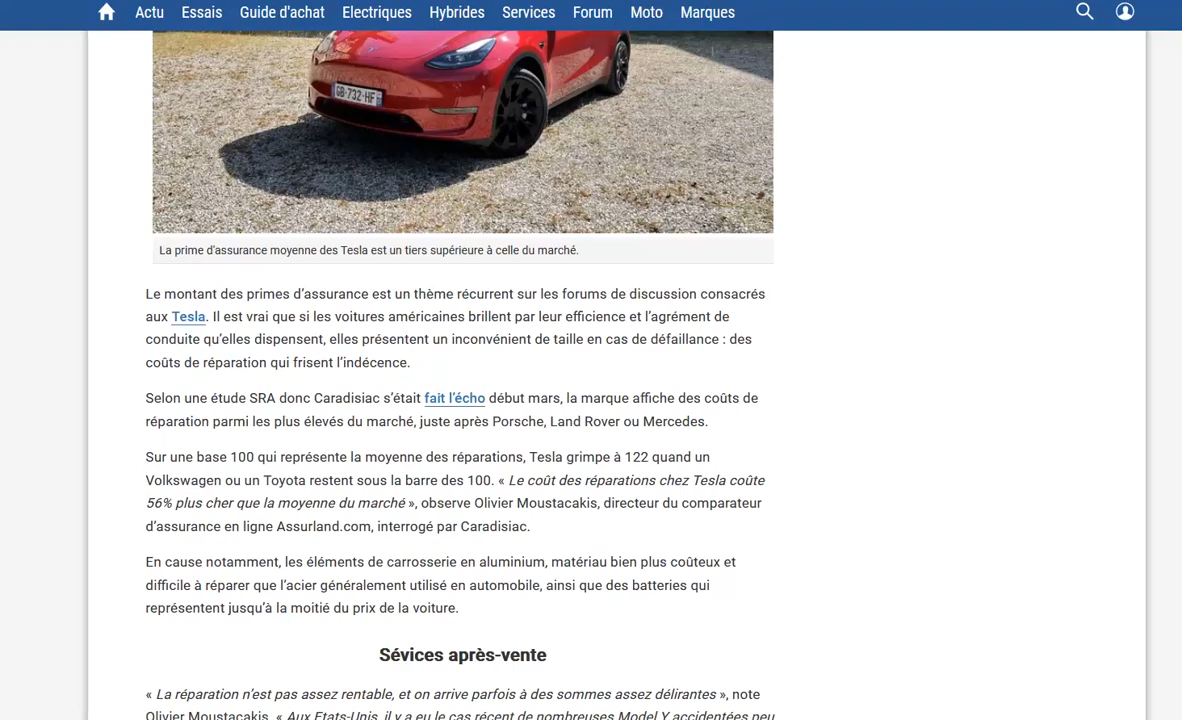 Actu Essais Guide d'achat Electriques Hybrides Services Forum Moto Marques
GB-732-HF
La prime d'assurance moyenne des Tesla est un tiers supérieure à celle du marché.
Le montant des primes d’assurance est un thème récurrent sur les forums de discussion consacrés
aux Tesla. Il est vrai que si les voitures américaines brillent par leur efficience et l’agrément de
conduite qu’elles dispensent, elles présentent un inconvénient de taille en cas de défaillance : des
coûts de réparation qui frisent l’indécence.
Selon une étude SRA donc Caradisiac s’était fait l’écho début mars, la marque affiche des coûts de
réparation parmi les plus élevés du marché, juste après Porsche, Land Rover ou Mercedes.
Sur une base 100 qui représente la moyenne des réparations, Tesla grimpe à 122 quand un
Volkswagen ou un Toyota restent sous la barre des 100. « Le coût des réparations chez Tesla coûte
56% plus cher que la moyenne du marché », observe Olivier Moustacakis, directeur du comparateur
d’assurance en ligne Assurland.com, interrogé par Caradisiac.
En cause notamment, les éléments de carrosserie en aluminium, matériau bien plus coûteux et
difficile à réparer que l’acier généralement utilisé en automobile, ainsi que des batteries qui
représentent jusqu’à la moitié du prix de la voiture.
Sévices après-vente
« La réparation n’est pas assez rentable, et on arrive parfois à des sommes assez délirantes », note
Olivier Moustacakis. « Aux Etats-Unis, il y a eu le cas récent de nombreuses Model Y accidentées peu